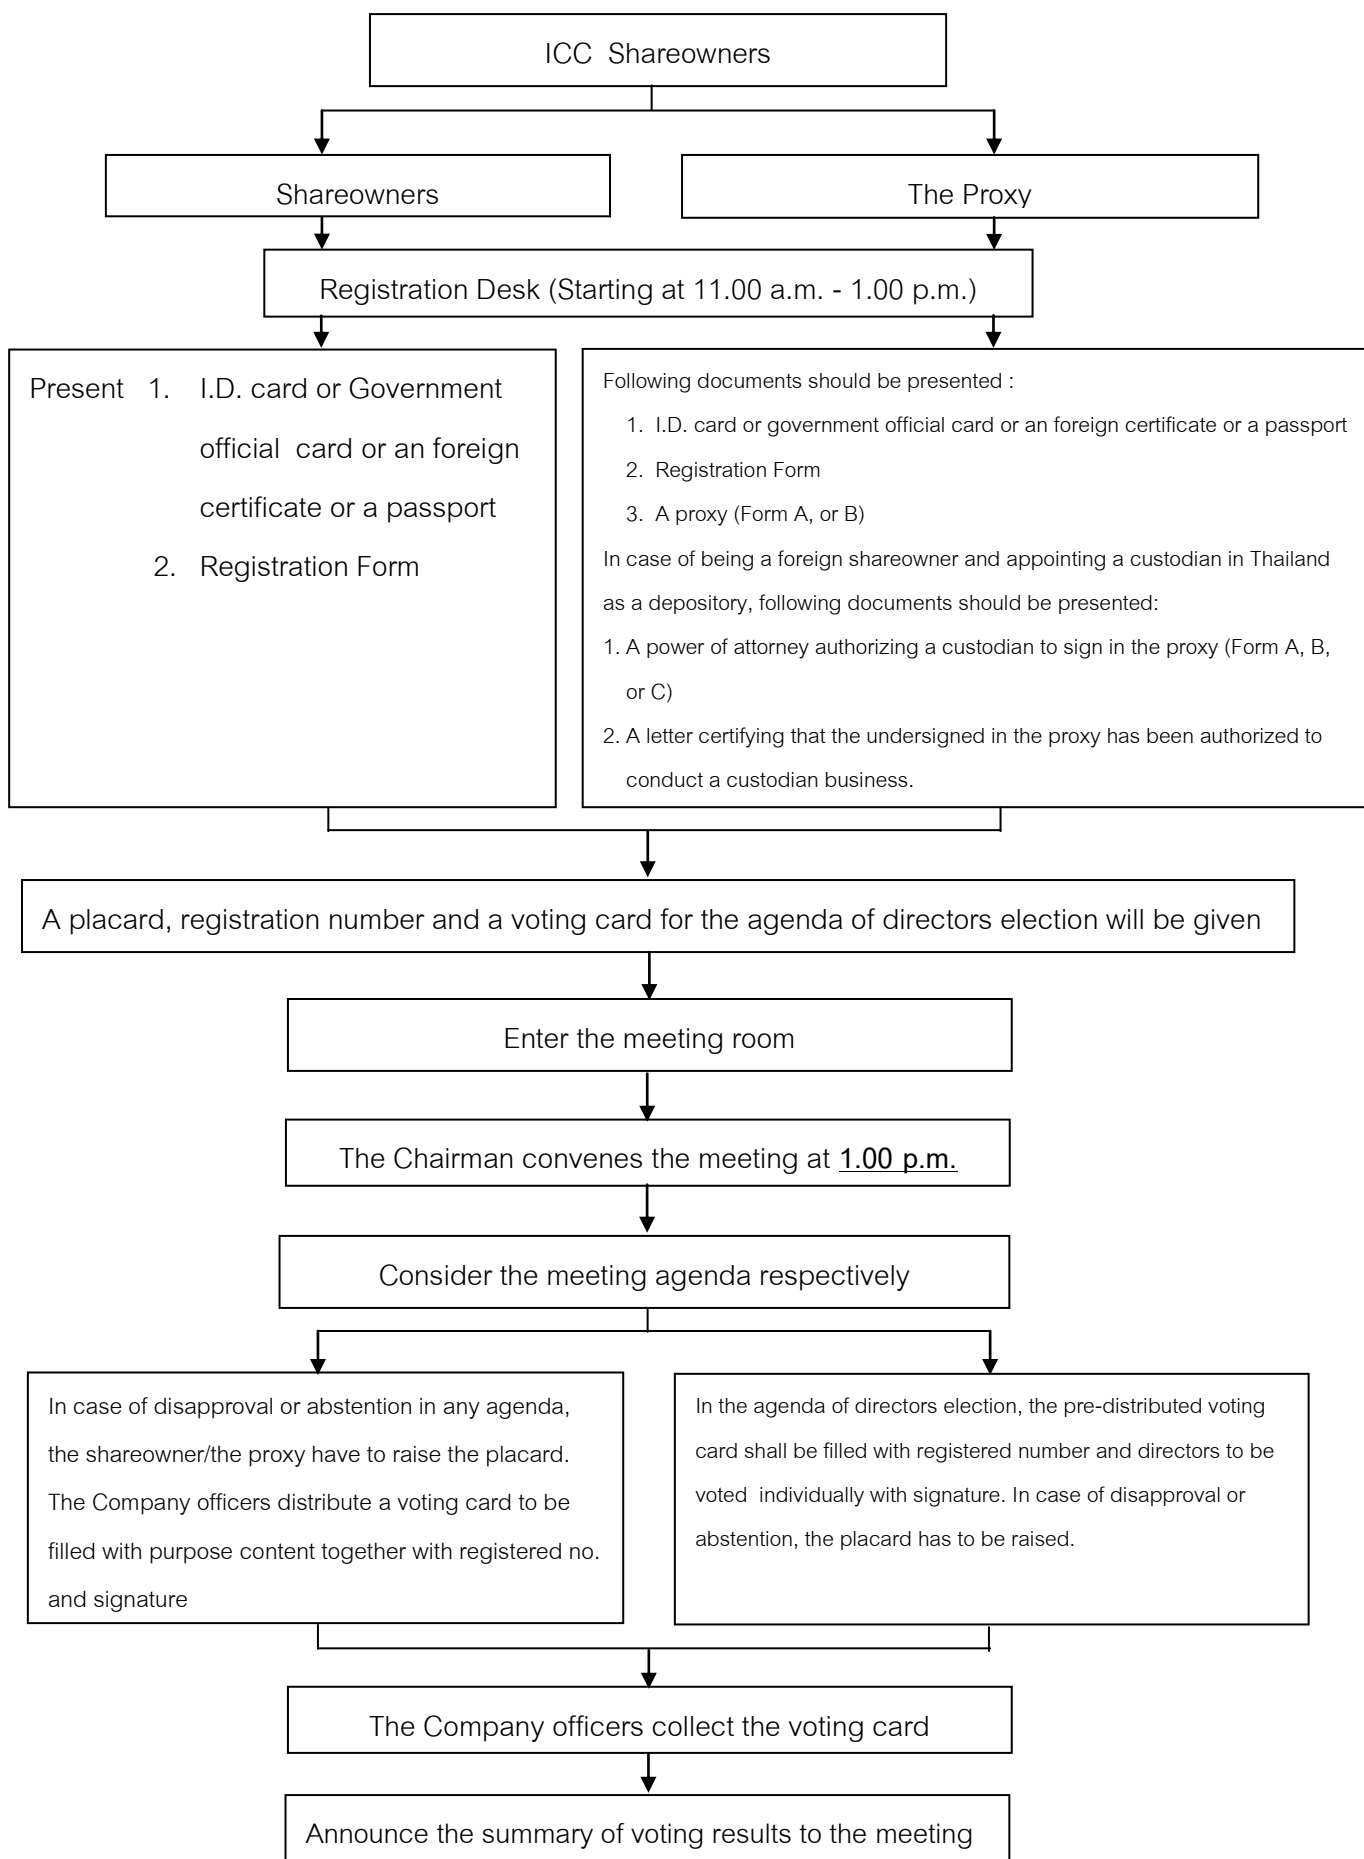 ICC Shareowners
Shareowners
The Proxy
Registration Desk (Starting at 11.00 a.m. - 1.00 p.m.)
Present 1. I.D. card or Government
official card or an foreign
certificate or a passport
2. Registration Form
Following documents should be presented :
1. I.D. card or government official card or an foreign certificate or a passport
2. Registration Form
3. A proxy (Form A, or B)
In case of being a foreign shareowner and appointing a custodian in Thailand
as a depository, following documents should be presented:
1. A power of attorney authorizing a custodian to sign in the proxy (Form A, B,
or C)
2. A letter certifying that the undersigned in the proxy has been authorized to
conduct a custodian business.
A placard, registration number and a voting card for the agenda of directors election will be given
Enter the meeting room
The Chairman convenes the meeting at 1.00 p.m.
Consider the meeting agenda respectively
In case of disapproval or abstention in any agenda,
the shareowner/the proxy have to raise the placard.
The Company officers distribute a voting card to be
filled with purpose content together with registered no.
and signature
In the agenda of directors election, the pre-distributed voting
card shall be filled with registered number and directors to be
voted individually with signature. In case of disapproval or
abstention, the placard has to be raised.
The Company officers collect the voting card
Announce the summary of voting results to the meeting